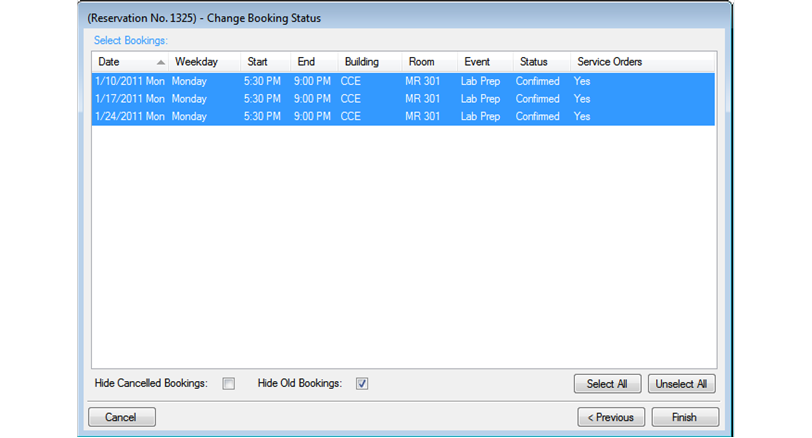 (Reservation No. 1325) - Change Booking Status
Select Bookings:
Date Weekday Start End Building Room Event Status Service Orders
1/10/2011 Mon Monday 5:30 PM 9:00 PM CCE MR 301 Lab Prep Confirmed Yes
1/17/2011 Mon Monday 5:30 PM 9:00 PM CCE MR 301 Lab Prep Confirmed Yes
1/24/2011 Mon Monday 5:30 PM 9:00 PM CCE MR 301 Lab Prep Confirmed Yes
Hide Cancelled Bookings: Hide Old Bookings: Select All Unselect All
Cancel < Previous Finish